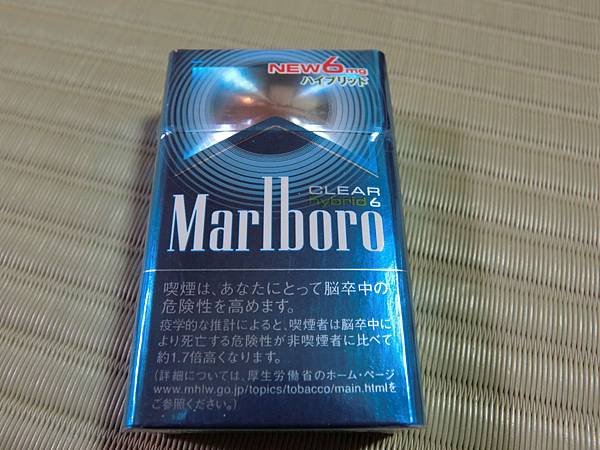 NEW6mg
ハイブリッド
CLEAR
hybrid 6
Marlboro
喫煙は、あなたにとって脳卒中の
危険性を高めます。
疫学的な推計によると、喫煙者は脳卒中に
より死亡する危険性が非喫煙者に比べて
約1.7倍高くなります。
(詳細については、厚生労働省のホーム・ページ
www.mhlw.go.jp/topics/tobacco/main.htmlを
ご参照ください。)